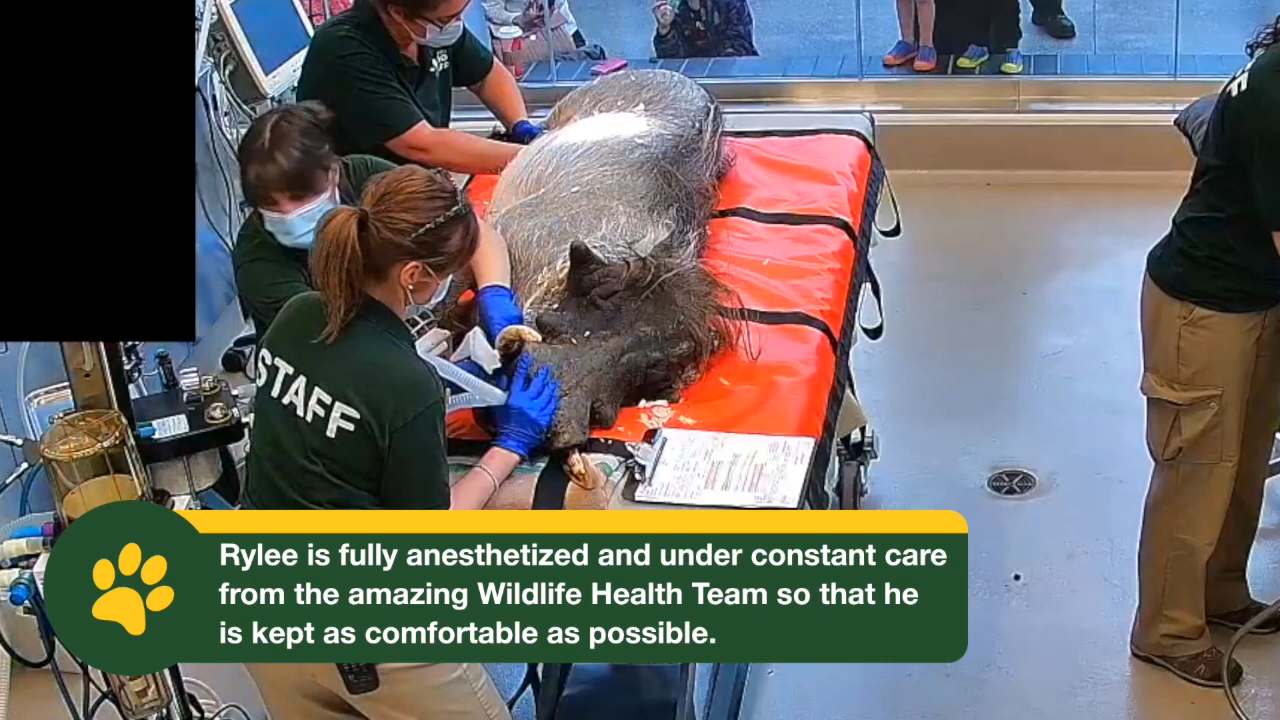 STAFF
Rylee is fully anesthetized and under constant care
from the amazing Wildlife Health Team so that he
is kept as comfortable as possible.